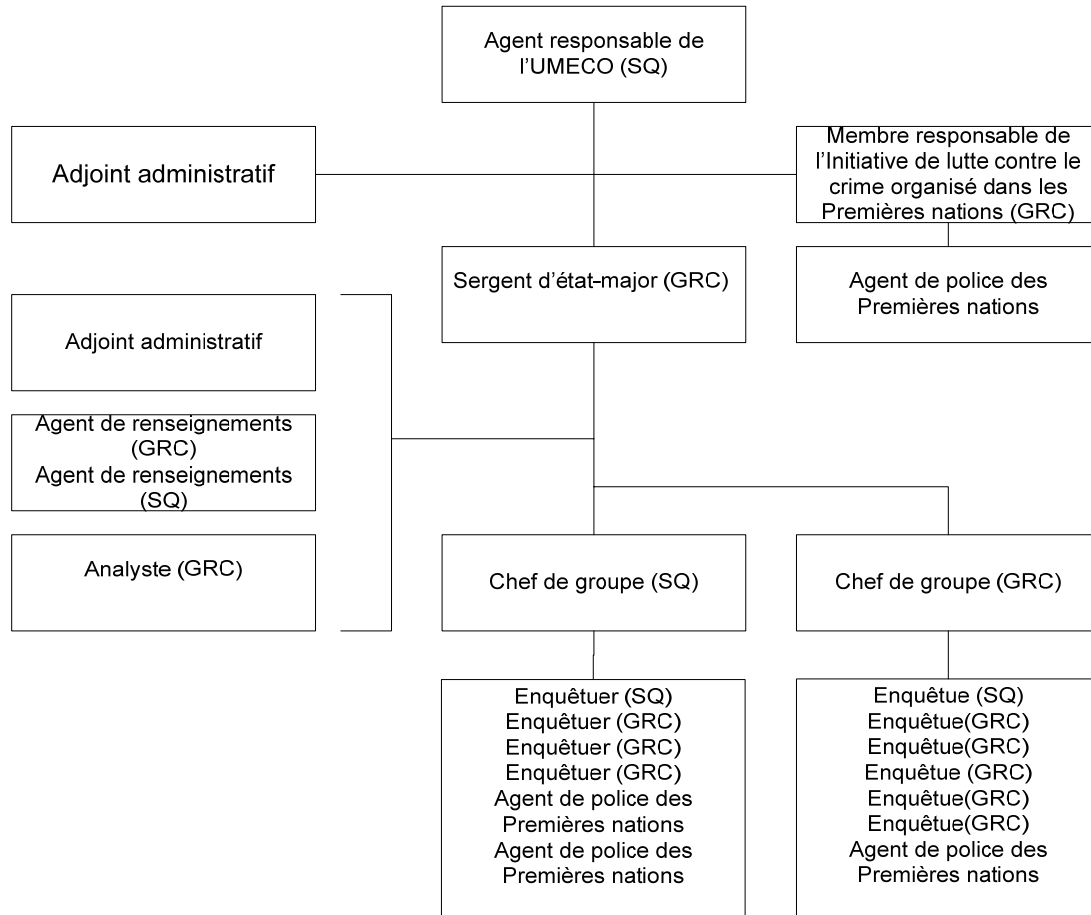 Agent responsable de
l'UMECO (SQ)
Adjoint administratif
Membre responsable de
l'Initiative de lutte contre le
crime organisé dans les
Premières nations (GRC)
Sergent d'état-major (GRC)
Agent de police des
Premières nations
Adjoint administratif
Agent de renseignements
(GRC)
Agent de renseignements
(SQ)
Analyste (GRC)
Chef de groupe (SQ)
Chef de groupe (GRC)
Enquêtuer (SQ)
Enquêtuer (GRC)
Enquêtuer (GRC)
Enquêtuer (GRC)
Agent de police des
Premières nations
Agent de police des
Premières nations
Enquêtue (SQ)
Enquêtue(GRC)
Enquêtue(GRC)
Enquêtue (GRC)
Enquêtue(GRC)
Enquêtue(GRC)
Agent de police des
Premières nations